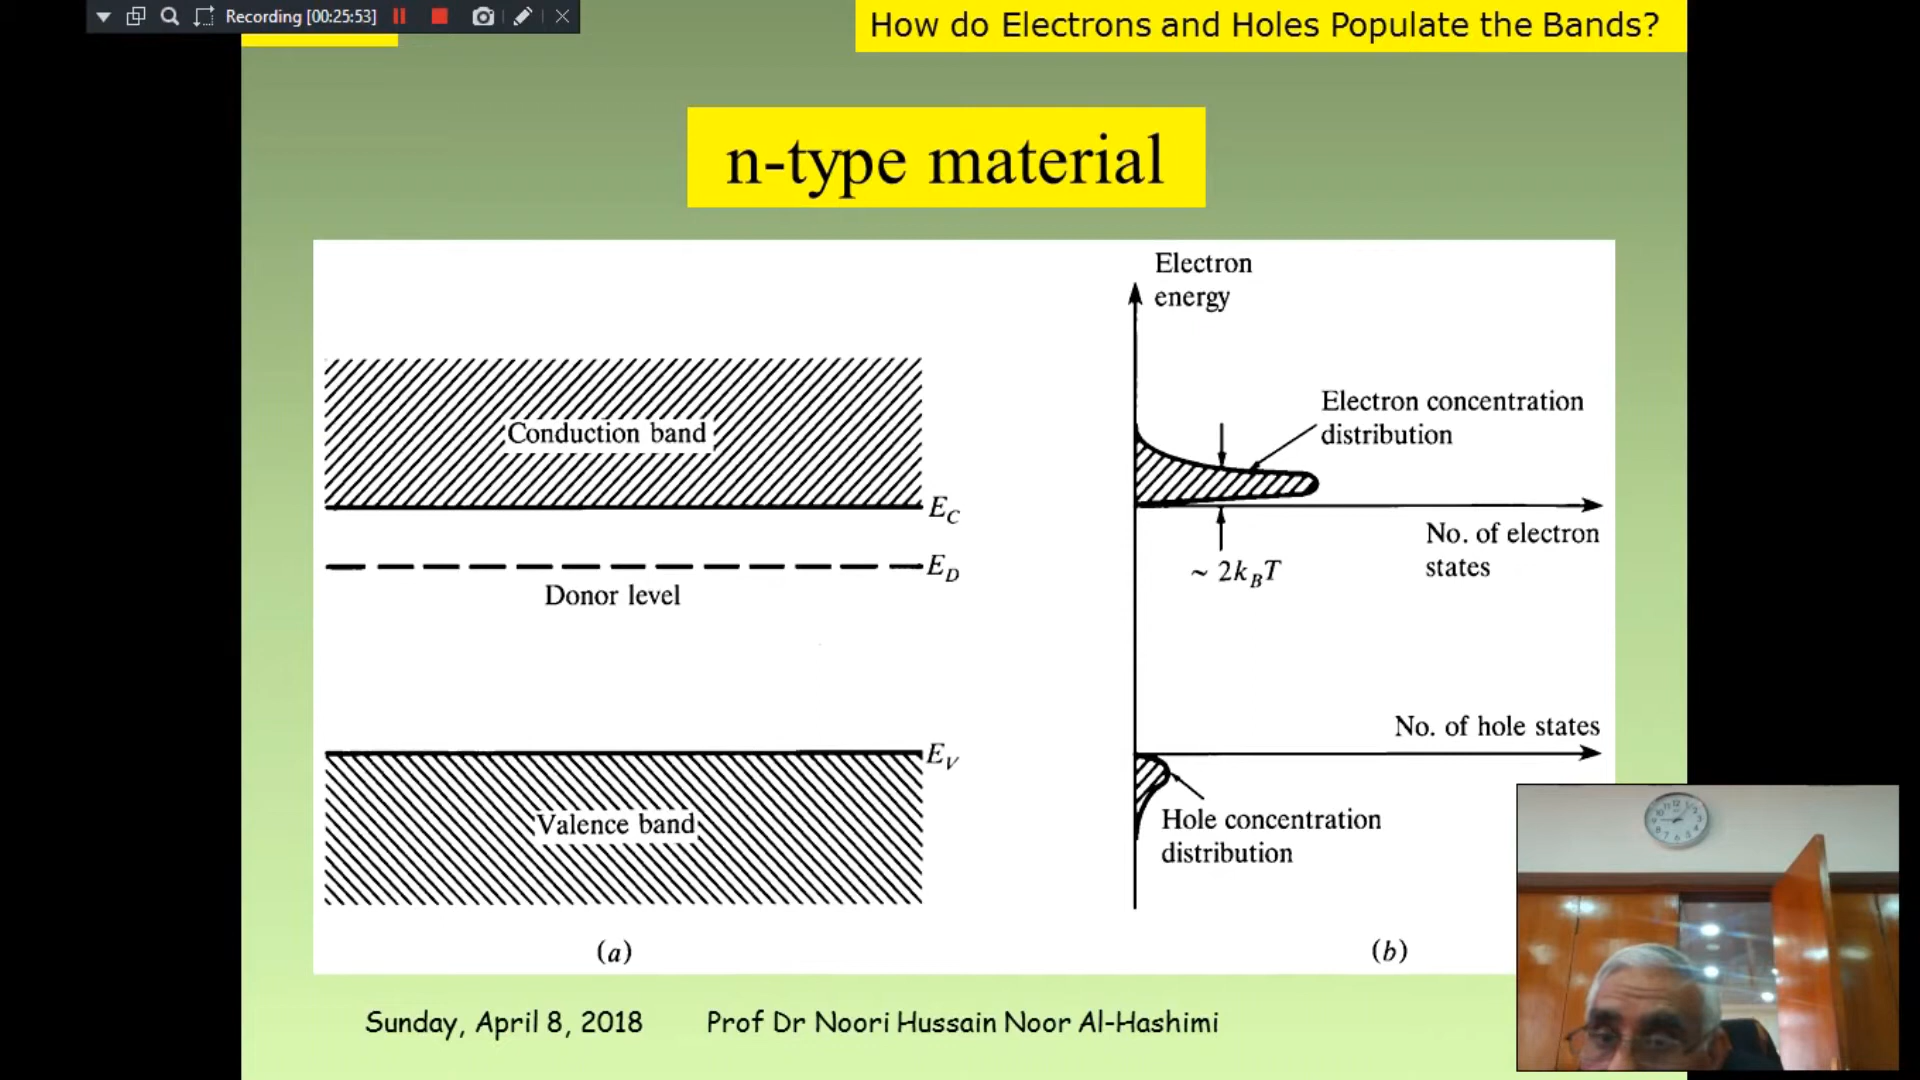 Recording [00:25:53]
How do Electrons and Holes Populate the Bands?
n-type material
Electron
energy
Conduction band
Electron concentration
distribution
E_C
No. of electron
states
E_D
~ 2k_BT
Donor level
No. of hole states
E_V
Valence band
Hole concentration
distribution
(a)
(b)
Sunday, April 8, 2018
Prof Dr Noori Hussain Noor Al-Hashimi